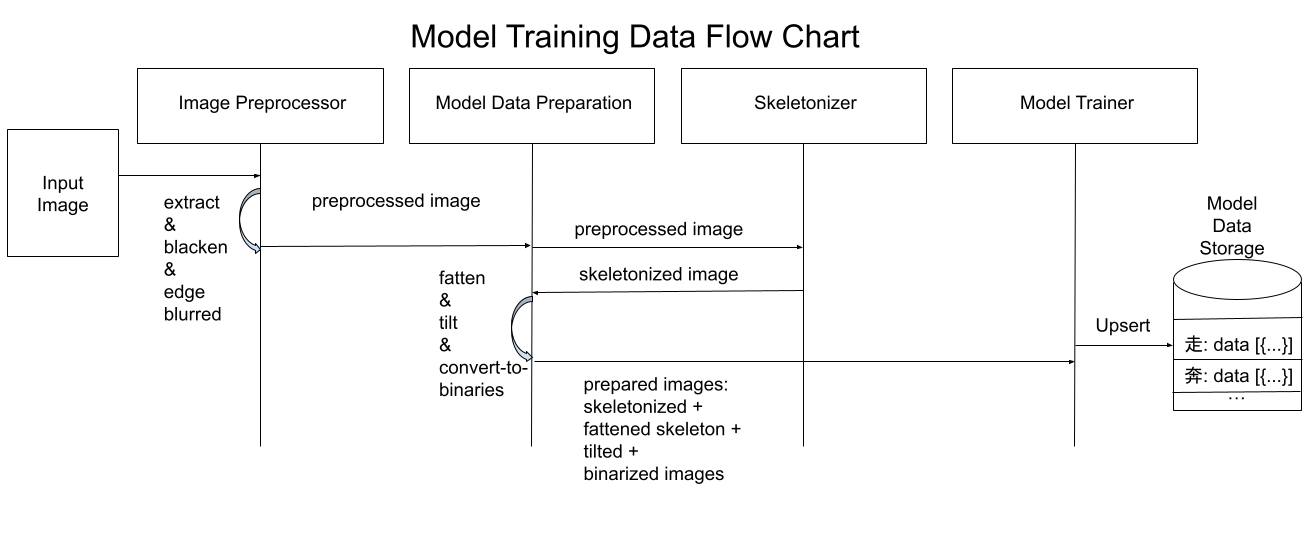 Model Training Data Flow Chart
Image Preprocessor
Model Data Preparation
Skeletonizer
Model Trainer
Input
Image
extract
&
blacken
&
edge
blurred
preprocessed image
preprocessed image
skeletonized image
fatten
&
tilt
&
convert-to-
binaries
prepared images:
skeletonized +
fattened skeleton +
tilted +
binarized images
Upsert
Model
Data
Storage
走: data [{...}]
奔: data [{...}]
...